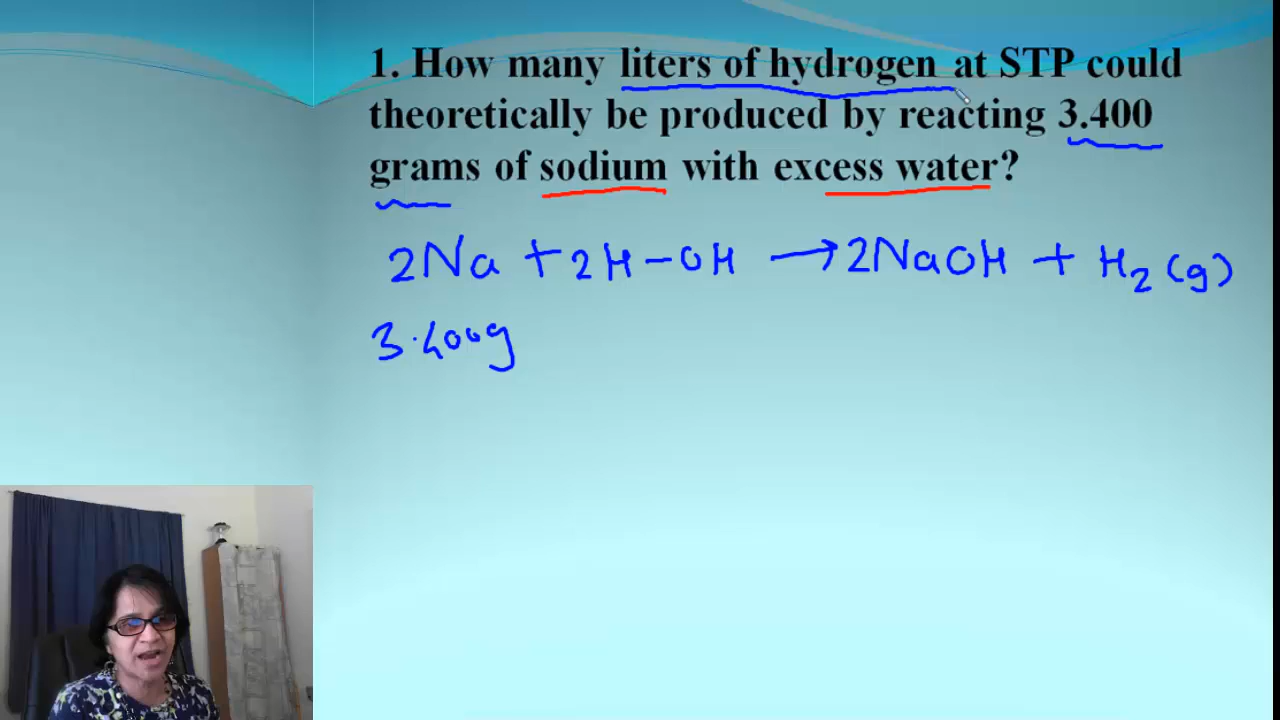 1. How many liters of hydrogen at STP could
theoretically be produced by reacting 3.400
grams of sodium with excess water?
2Na + 2H-OH → 2NaOH + H₂(g)
3.400g